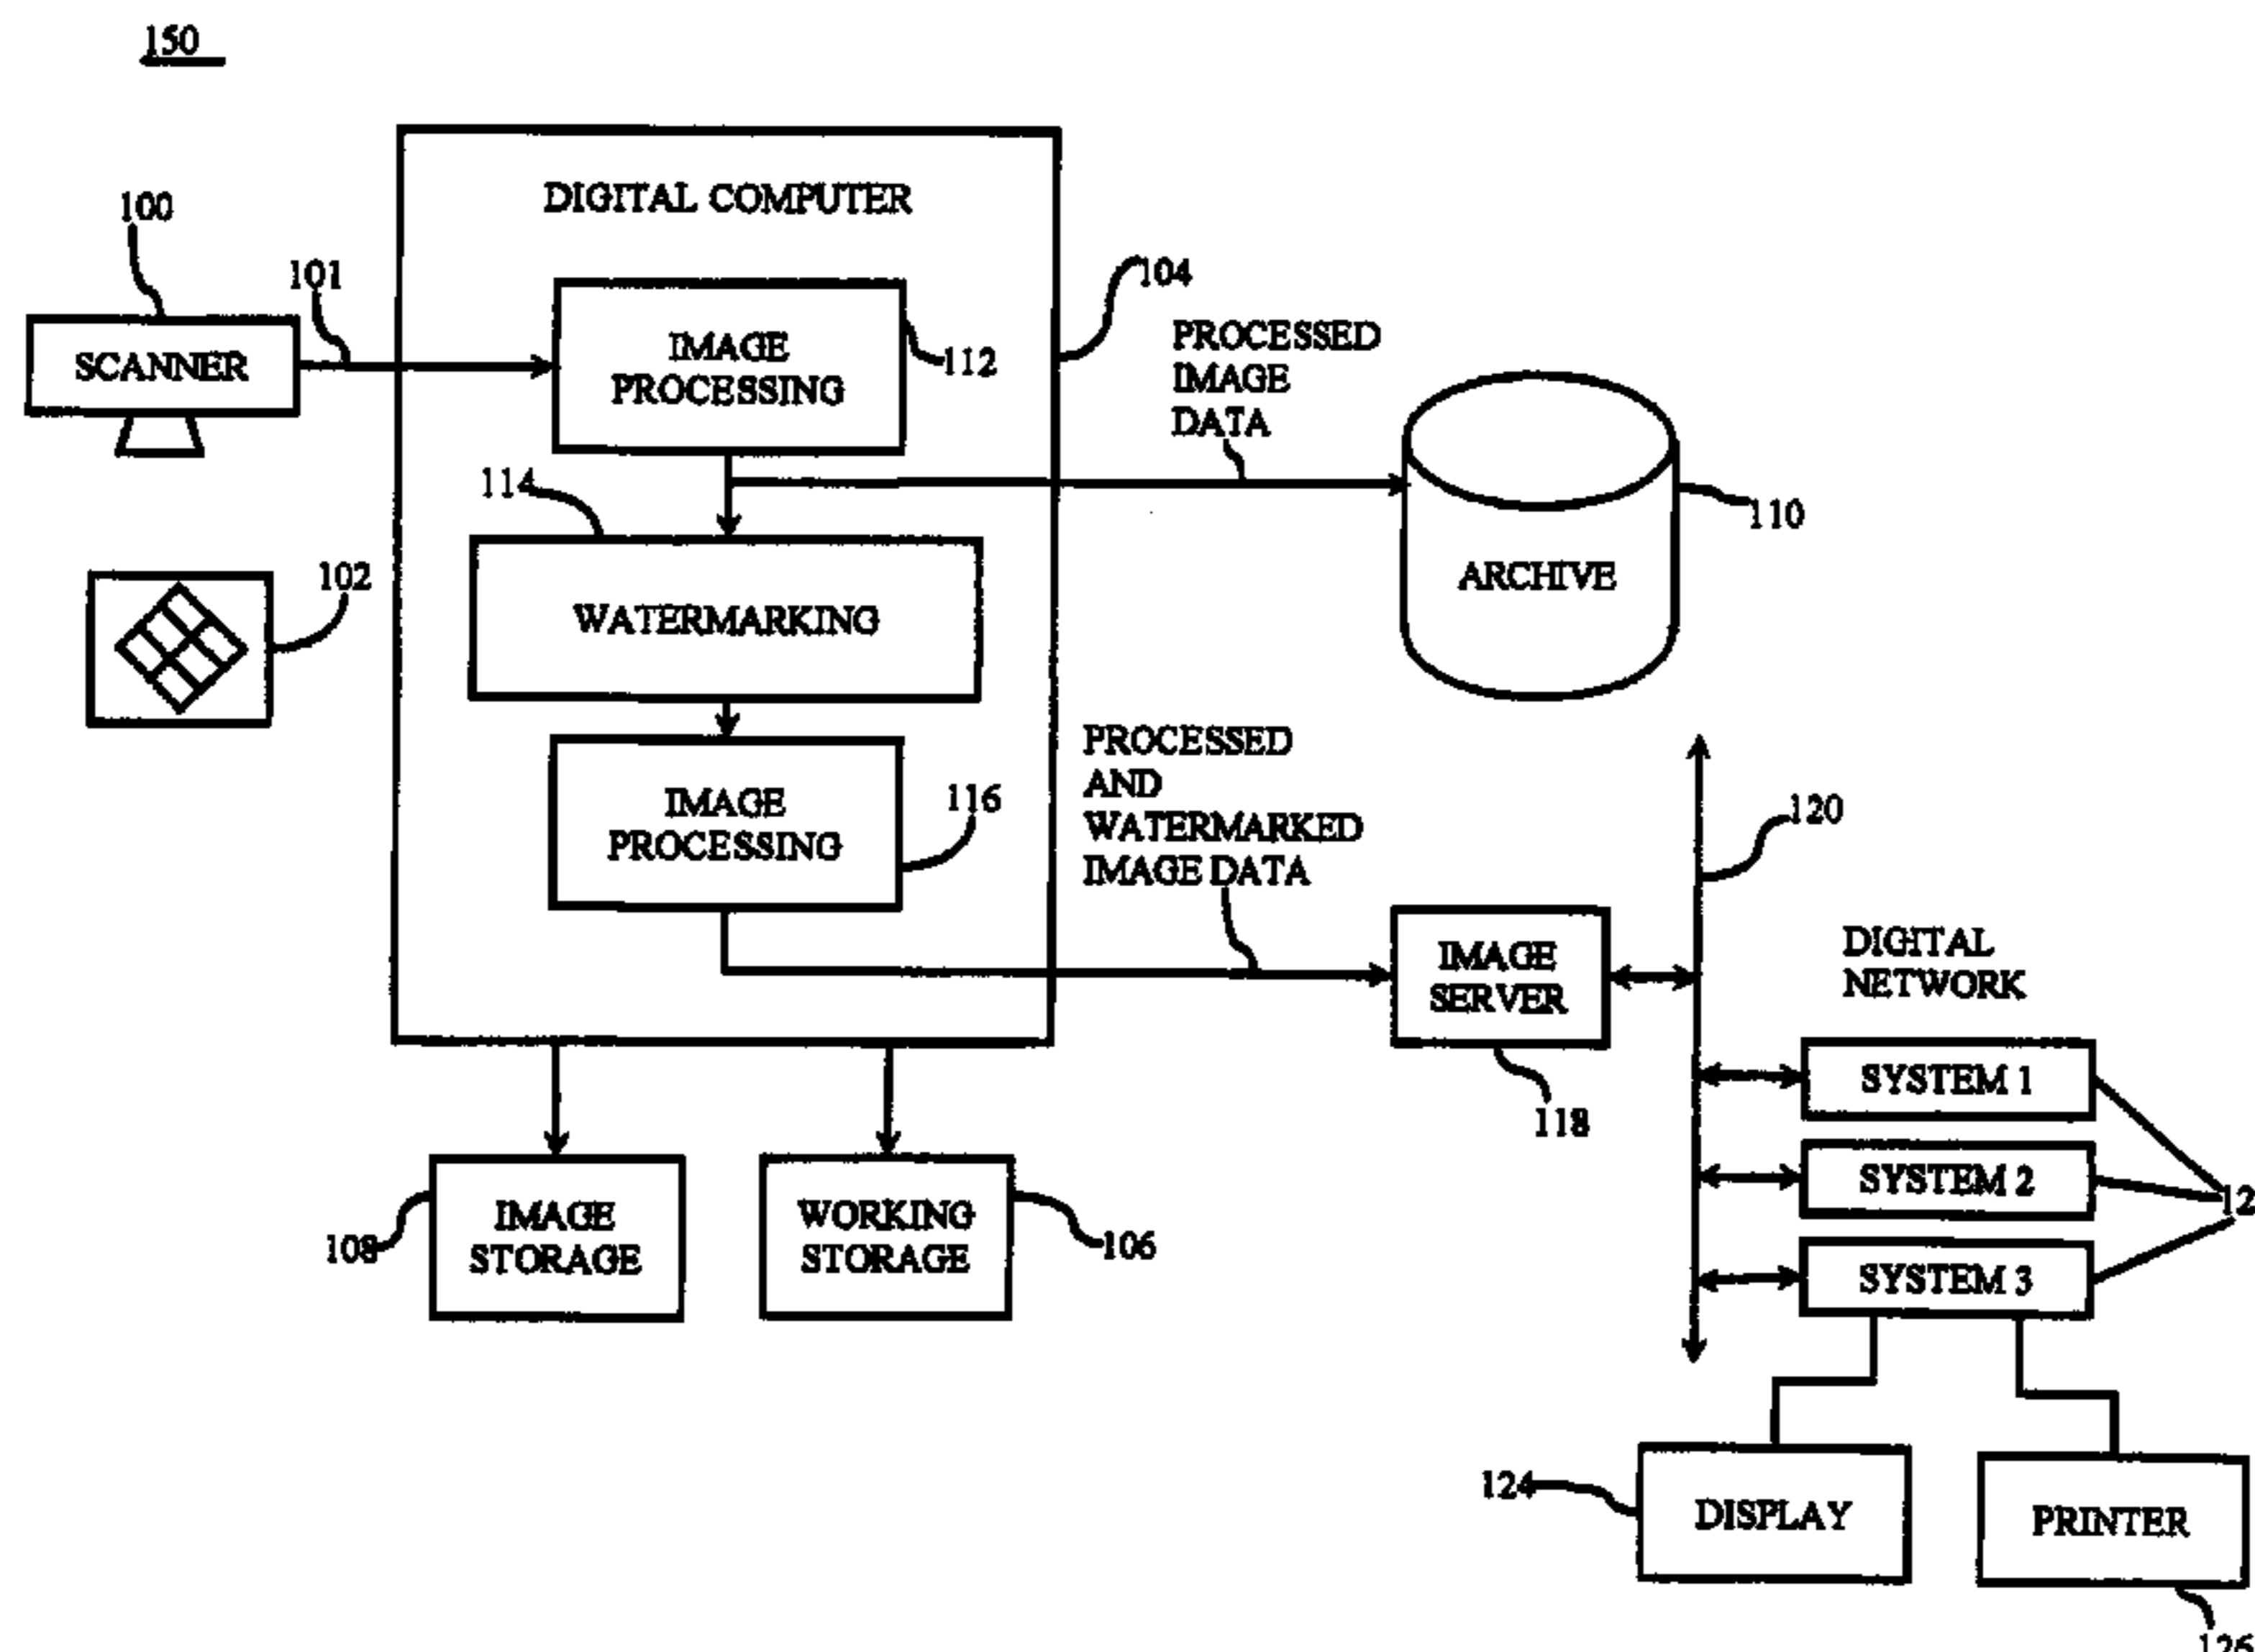 150
DIGITAL COMPUTER
100
101
104
SCANNER
IMAGE
PROCESSING
112
PROCESSED
IMAGE
DATA
114
110
ARCHIVE
102
WATERMARKING
IMAGE
PROCESSING
116
PROCESSED
AND
WATERMARKED
IMAGE DATA
120
IMAGE
SERVER
118
DIGITAL
NETWORK
SYSTEM 1
SYSTEM 2
SYSTEM 3
12
108
IMAGE
STORAGE
WORKING
STORAGE
106
124
DISPLAY
PRINTER
126